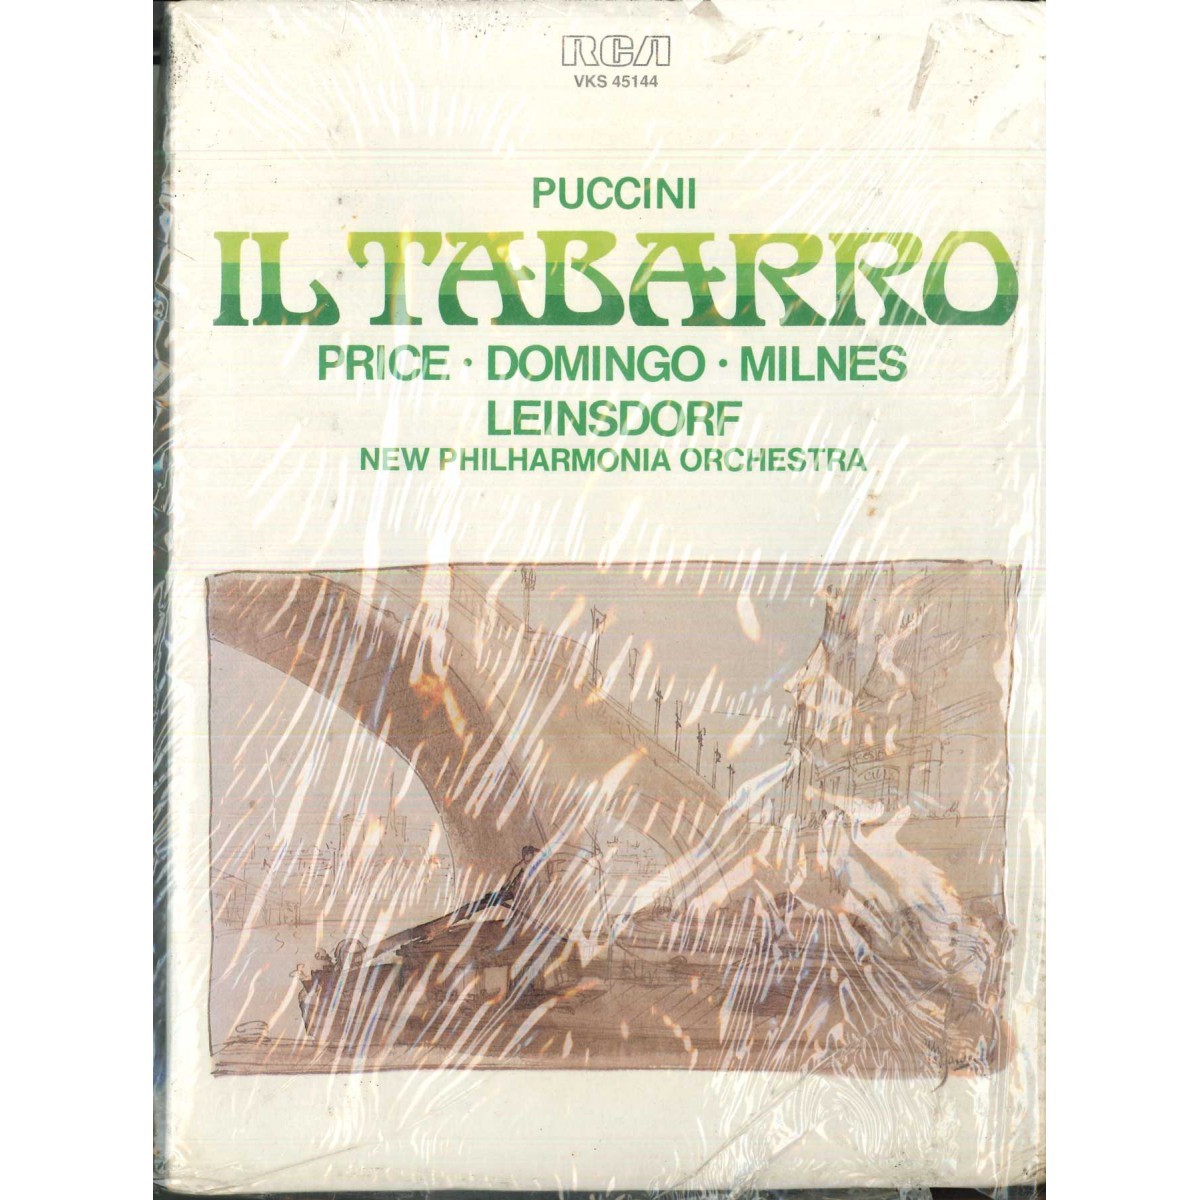 RCA
VKS 45144
PUCCINI
IL TABARRO
PRICE · DOMINGO · MILNES
LEINSDORF
NEW PHILHARMONIA ORCHESTRA